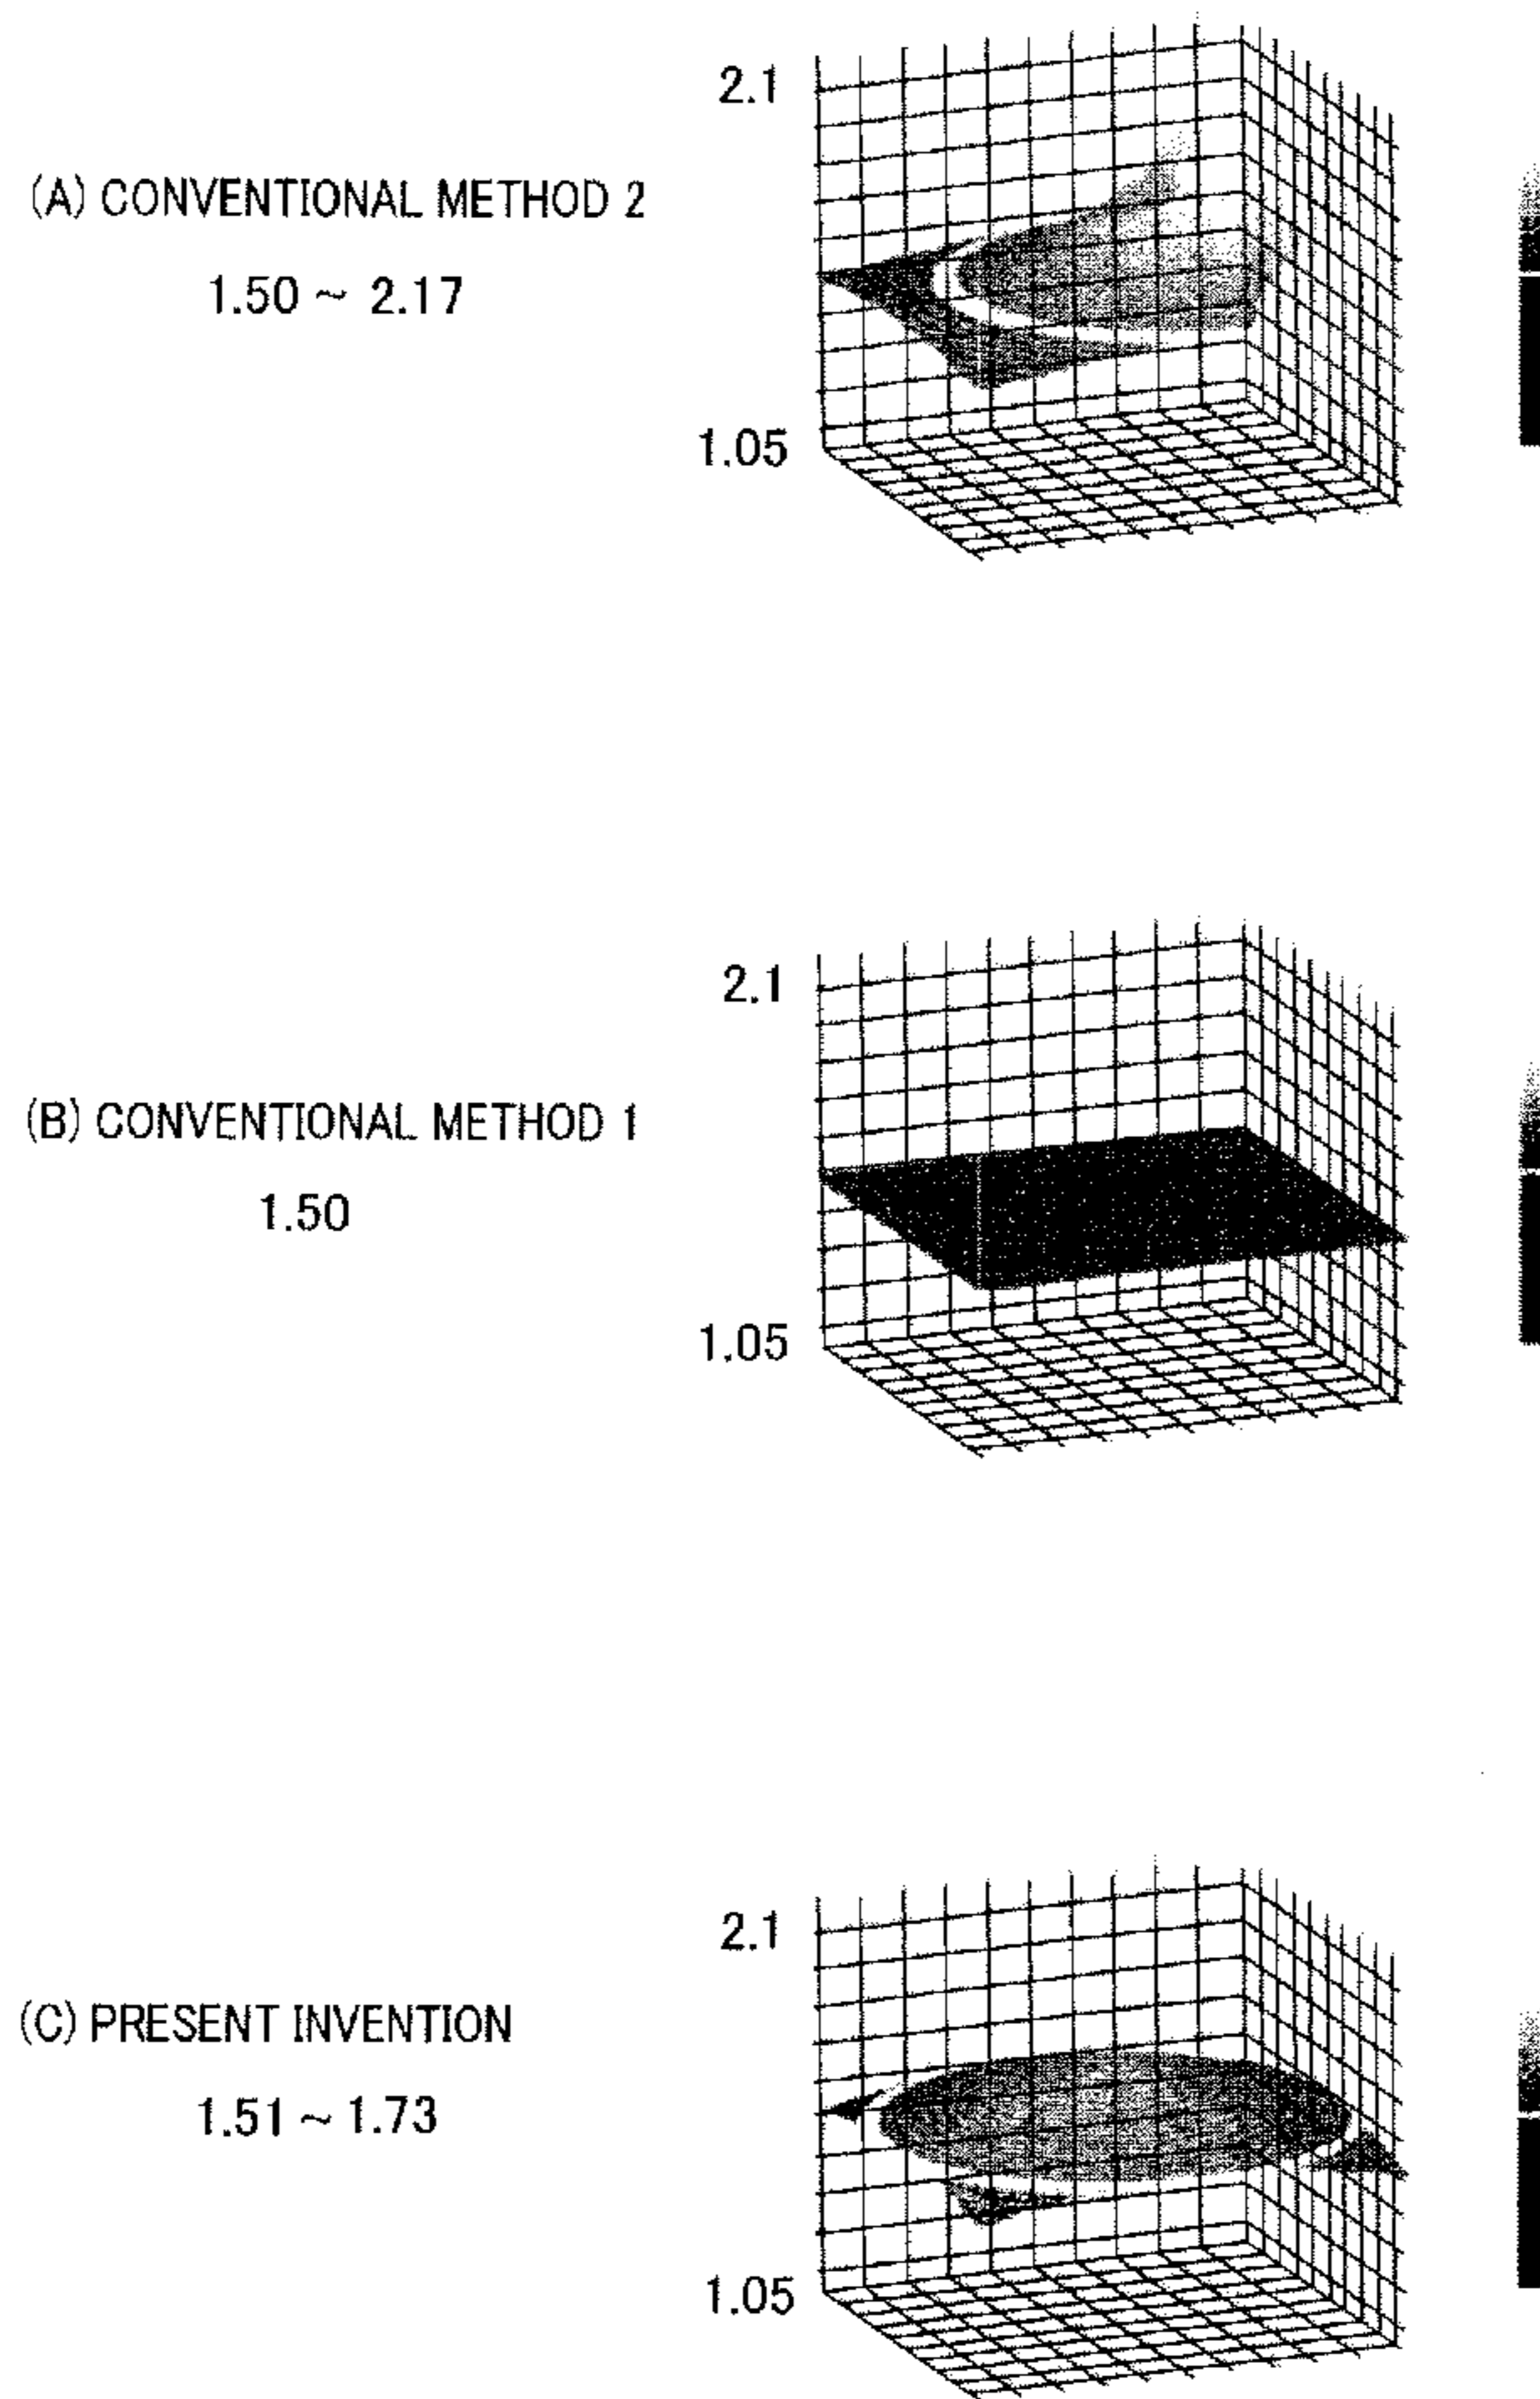 2.1
(A) CONVENTIONAL METHOD 2
1.50 ~ 2.17
1.05
2.1
(B) CONVENTIONAL METHOD 1
1.50
1.05
2.1
(C) PRESENT INVENTION
1.51 ~ 1.73
1.05